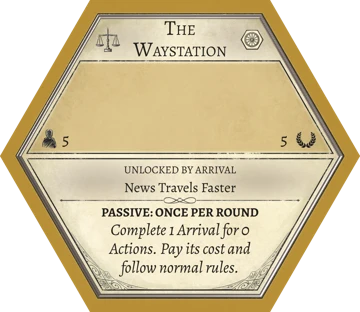 The
Waystation
5 5
UNLOCKED BY ARRIVAL
News Travels Faster
PASSIVE: ONCE PER ROUND
Complete 1 Arrival for 0
Actions. Pay its cost and
follow normal rules.